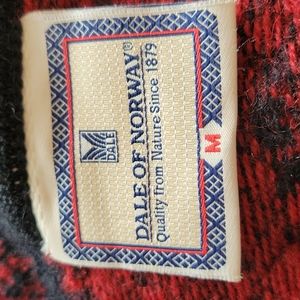 DALE
DALE OF NORWAY®
Quality from Nature Since 1879
M